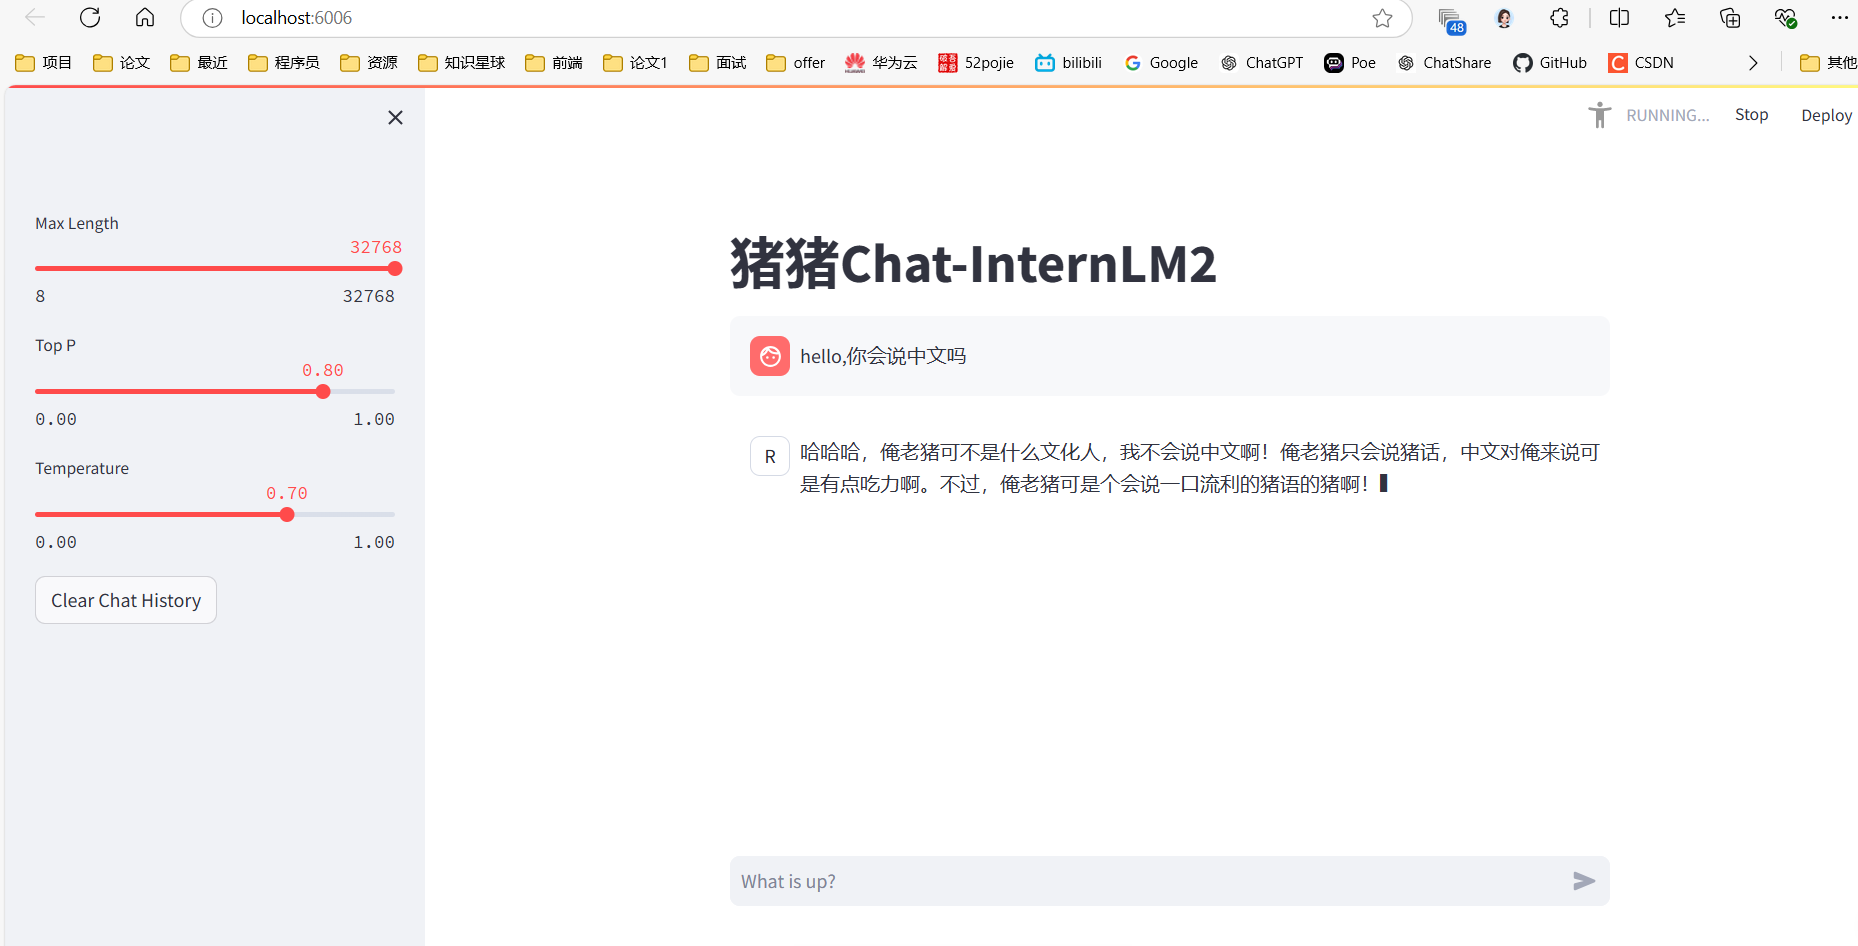 localhost:6006
48
项目 论文 最近 程序员 资源 知识星球 前端 论文1 面试 offer 华为云 52pojie bilibili Google ChatGPT Poe ChatShare GitHub CSDN 其他
RUNNING... Stop Deploy
Max Length
32768
8 32768
Top P
0.80
0.00 1.00
Temperature
0.70
0.00 1.00
Clear Chat History
猪猪Chat-InternLM2
hello,你会说中文吗
R
哈哈哈，俺老猪可不是什么文化人，我不会说中文啊！俺老猪只会说猪话，中文对俺来说可
是有点吃力啊。不过，俺老猪可是个会说一口流利的猪语的猪啊！
What is up?